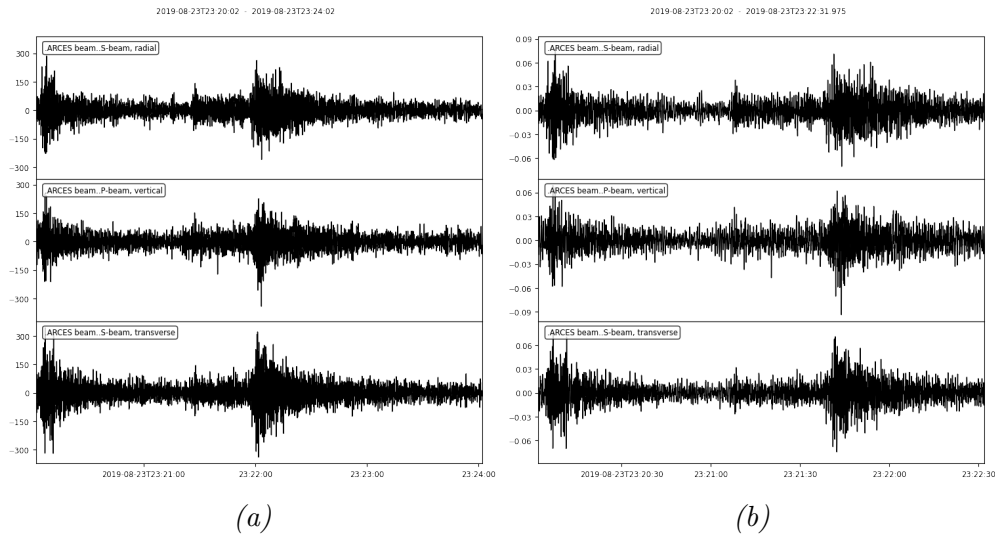 2019-08-23T23:20:02 - 2019-08-23T23:24:02
.ARCES beam..S-beam, radial
300
150
0
−150
−300
.ARCES beam..P-beam, vertical
300
150
0
−150
−300
.ARCES beam..S-beam, transverse
300
150
0
−150
−300
2019-08-23T23:21:00 23:22:00 23:23:00 23:24:00
(a)
2019-08-23T23:20:02 - 2019-08-23T23:22:31.975
0.09
.ARCES beam..S-beam, radial
0.06
0.03
0.00
−0.03
−0.06
.ARCES beam..P-beam, vertical
0.06
0.03
0.00
−0.03
−0.06
−0.09
.ARCES beam..S-beam, transverse
0.06
0.03
0.00
−0.03
−0.06
2019-08-23T23:20:30 23:21:00 23:21:30 23:22:00 23:22:30
(b)